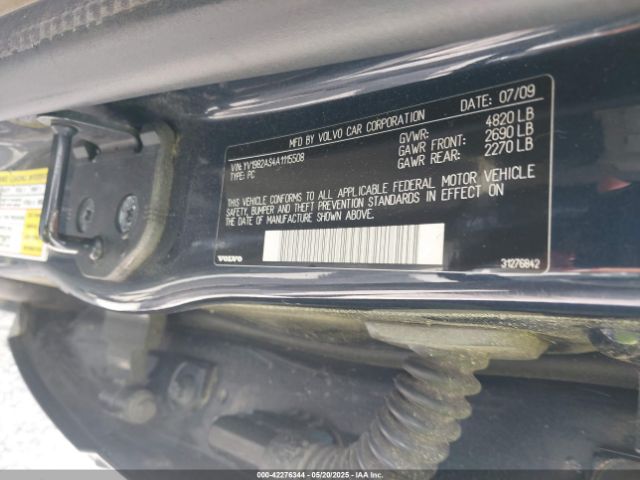 MFD BY VOLVO CAR CORPORATION DATE: 07/09
VIN: YV1982AS4A1115508
TYPE: PC
GVWR: 4820 LB
GAWR FRONT: 2690 LB
GAWR REAR: 2270 LB
THIS VEHICLE CONFORMS TO ALL APPLICABLE FEDERAL MOTOR VEHICLE
SAFETY, BUMPER AND THEFT PREVENTION STANDARDS IN EFFECT ON
THE DATE OF MANUFACTURE SHOWN ABOVE.
VOLVO
31276842
000-42276344 - 05/20/2025 - IAA Inc.